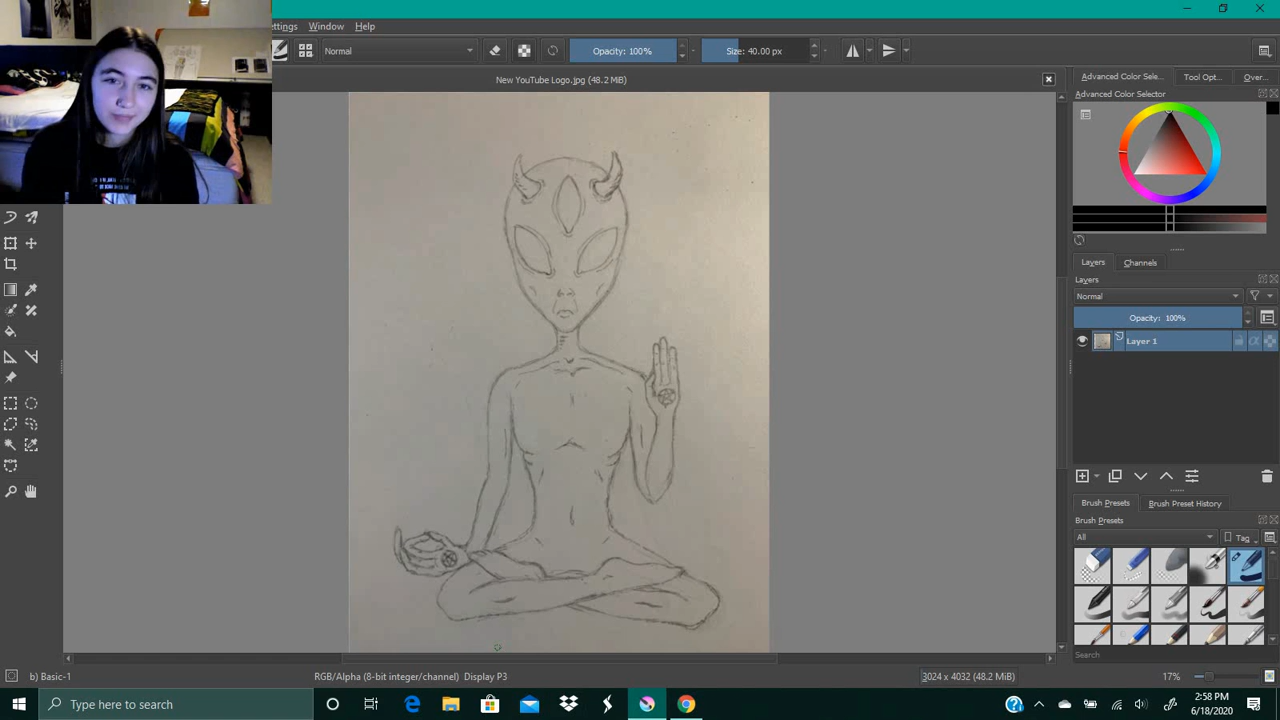 ettings Window Help
Normal
Opacity: 100%
Size: 40.00 px
New YouTube Logo.jpg (48.2 MiB)
Advanced Color Selec... Tool Opt... Over...
Advanced Color Selector
Layers Channels
Layers
Normal
Opacity: 100%
Layer 1
Brush Presets Brush Preset History
Brush Presets
All
Tag
Search
b) Basic-1
RGB/Alpha (8-bit integer/channel) Display P3
3024 x 4032 (48.2 MiB)
17%
Type here to search
2:58 PM
6/18/2020